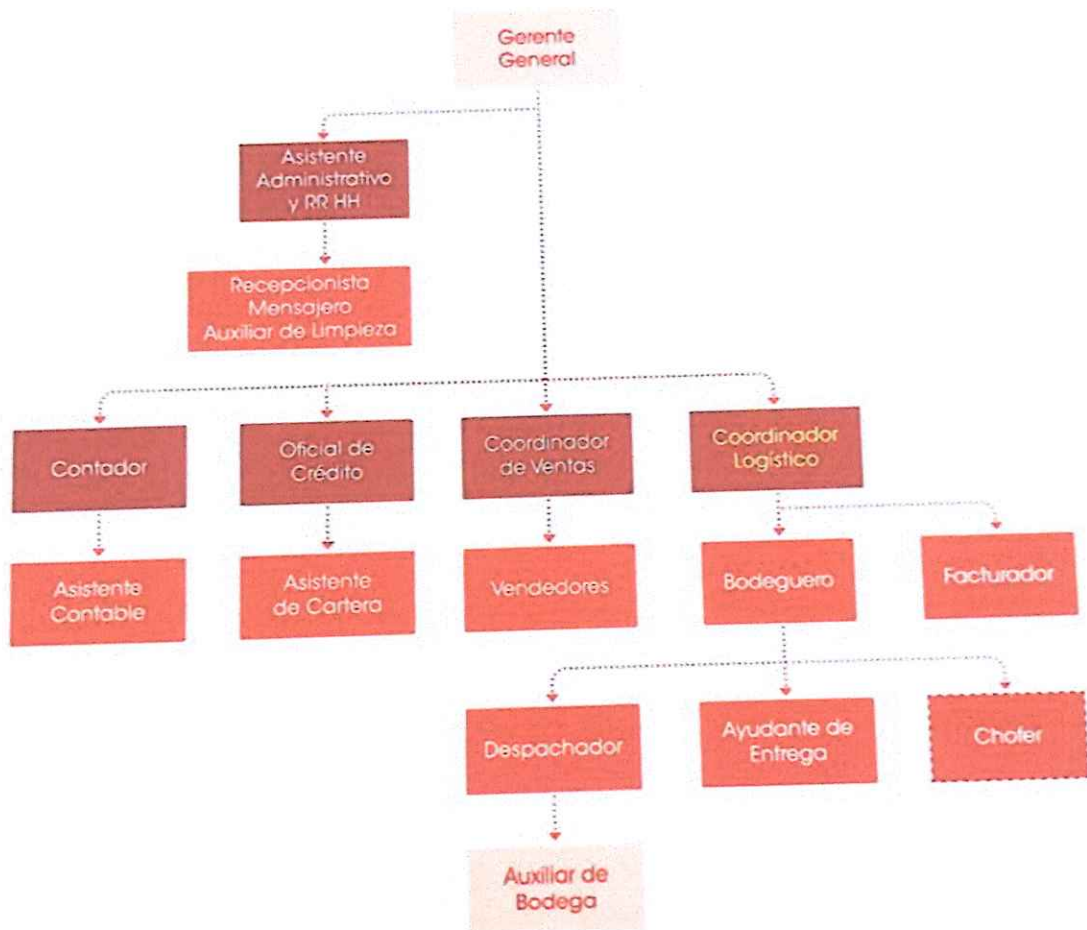 Gerente
General
Asistente
Administrativo
y RR HH
Recepcionista
Mensajero
Auxiliar de Limpieza
Contador
Oficial de
Crédito
Coordinador
de Ventas
Coordinador
Logístico
Asistente
Contable
Asistente
de Cartera
Vendedores
Bodeguero
Facturador
Despachador
Ayudante de
Entrega
Chofer
Auxiliar de
Bodega